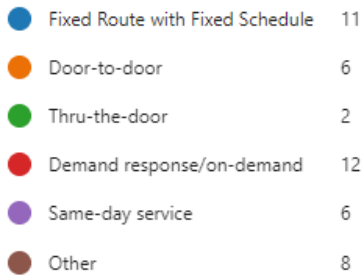 Fixed Route with Fixed Schedule 11
Door-to-door 6
Thru-the-door 2
Demand response/on-demand 12
Same-day service 6
Other 8